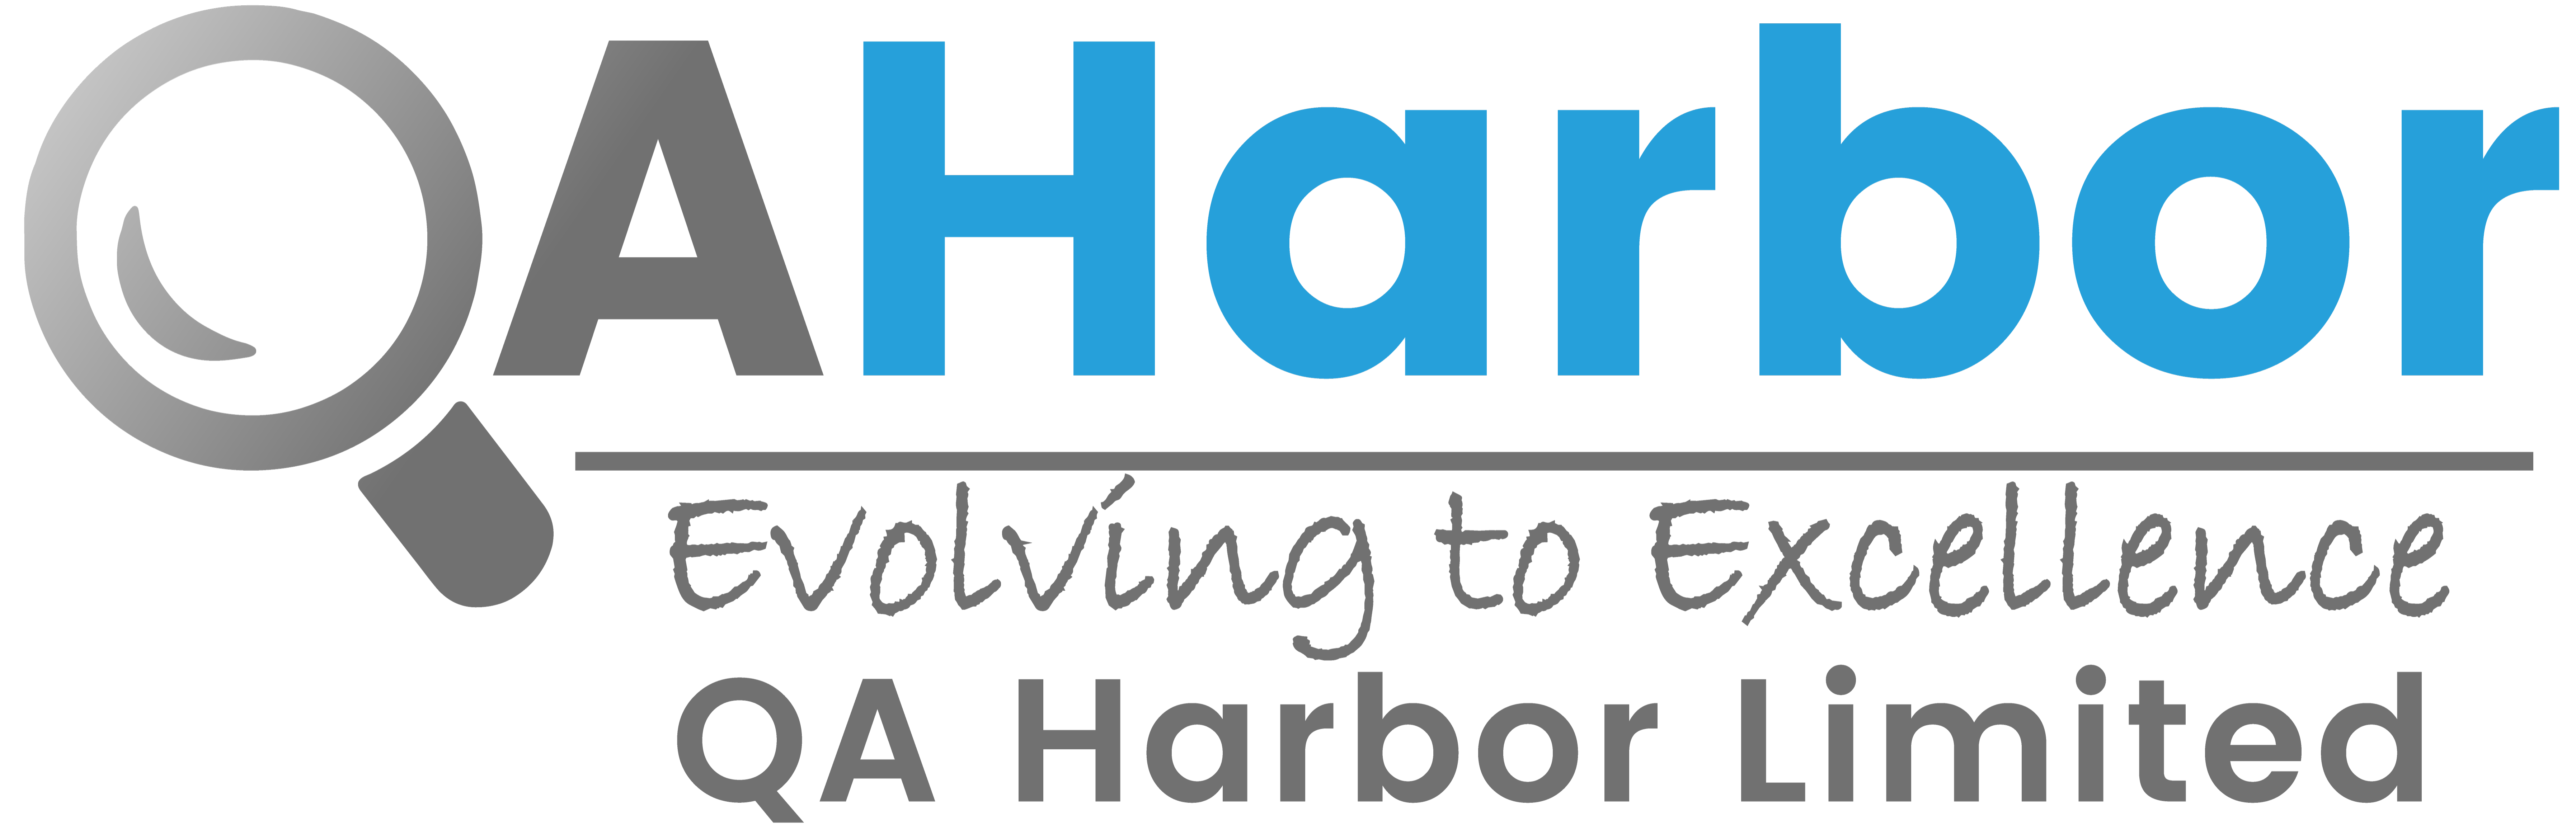 QAHarbor
Evolving to Excellence
QA Harbor Limited